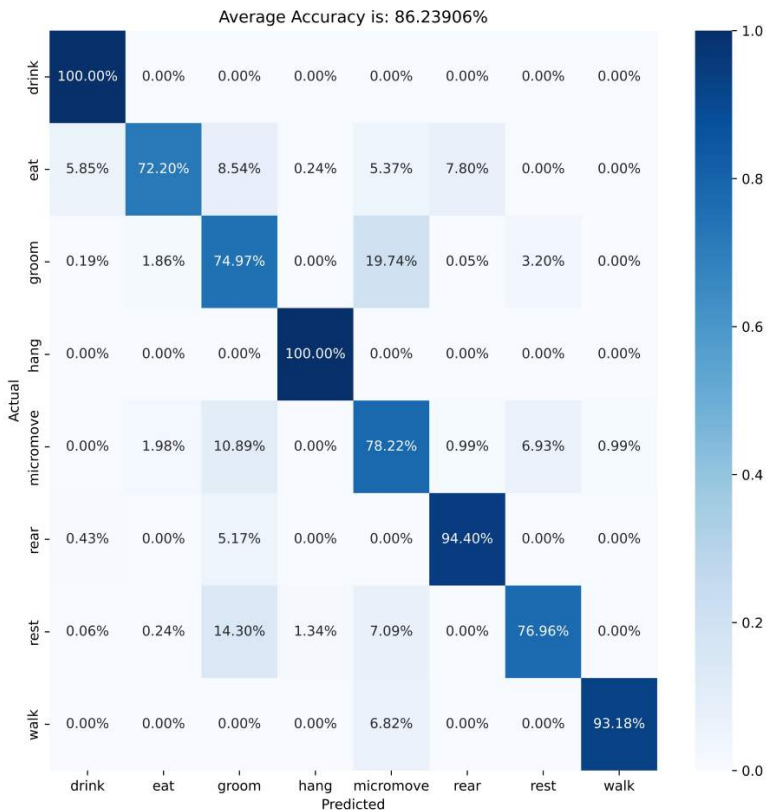 Average Accuracy is: 86.23906%
drink 100.00% 0.00% 0.00% 0.00% 0.00% 0.00% 0.00% 0.00%
eat 5.85% 72.20% 8.54% 0.24% 5.37% 7.80% 0.00% 0.00%
groom 0.19% 1.86% 74.97% 0.00% 19.74% 0.05% 3.20% 0.00%
hang 0.00% 0.00% 0.00% 100.00% 0.00% 0.00% 0.00% 0.00%
Actual
micromove 0.00% 1.98% 10.89% 0.00% 78.22% 0.99% 6.93% 0.99%
rear 0.43% 0.00% 5.17% 0.00% 0.00% 94.40% 0.00% 0.00%
rest 0.06% 0.24% 14.30% 1.34% 7.09% 0.00% 76.96% 0.00%
walk 0.00% 0.00% 0.00% 0.00% 6.82% 0.00% 0.00% 93.18%
drink eat groom hang micromove rear rest walk
Predicted
1.0
0.8
0.6
0.4
0.2
0.0